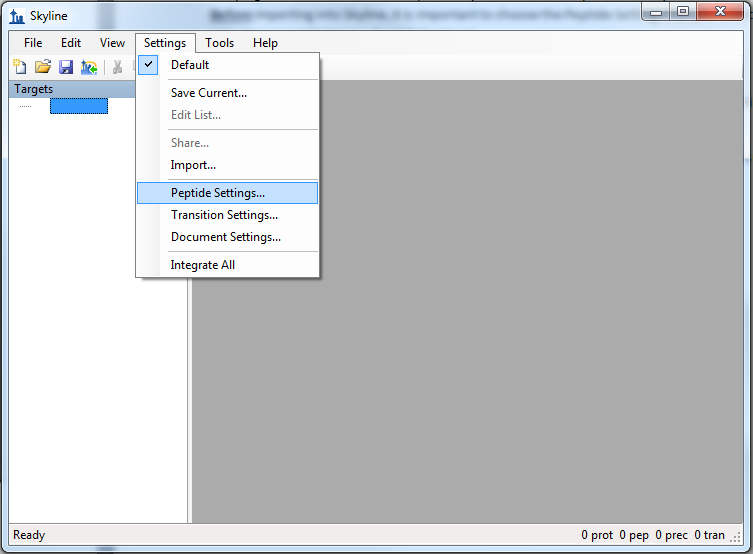 Before importing into Skyline, it is important to choose the Peptide
Skyline
File Edit View Settings Tools Help
Default
Targets
Save Current...
Edit List...
Share...
Import...
Peptide Settings...
Transition Settings...
Document Settings...
Integrate All
Ready 0 prot 0 pep 0 prec 0 tran